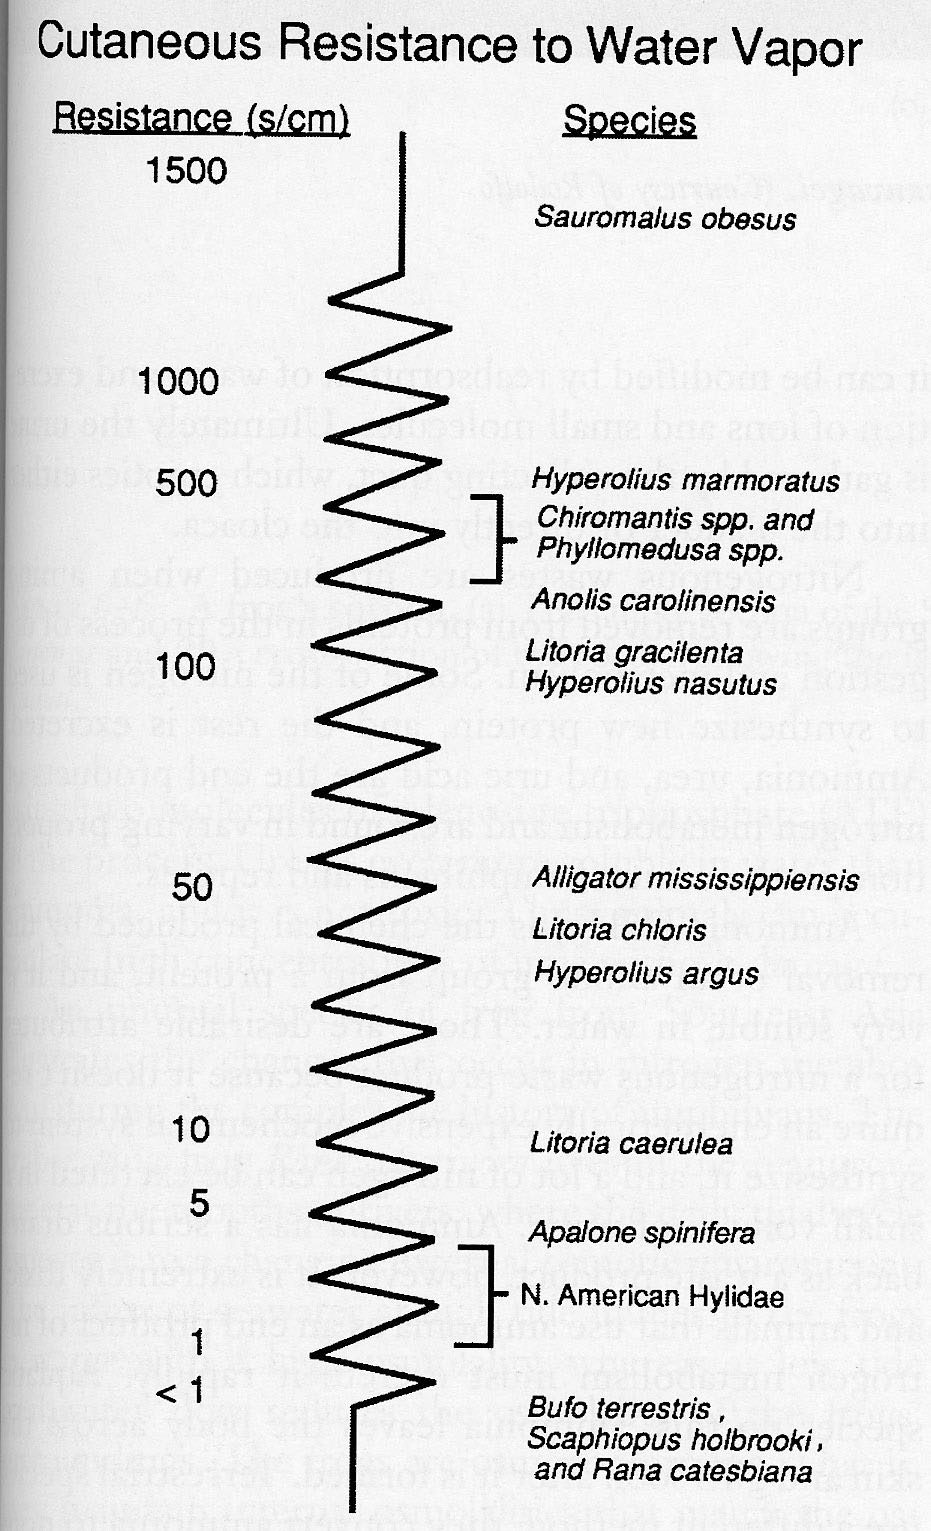 Cutaneous Resistance to Water Vapor
Resistance (s/cm)
Species
1500
Sauromalus obesus
1000
500
Hyperolius marmoratus
Chiromantis spp. and
Phyllomedusa spp.
Anolis carolinensis
100
Litoria gracilenta
Hyperolius nasutus
50
Alligator mississippiensis
Litoria chloris
Hyperolius argus
10
Litoria caerulea
5
Apalone spinifera
N. American Hylidae
1
< 1
Bufo terrestris ,
Scaphiopus holbrooki,
and Rana catesbiana